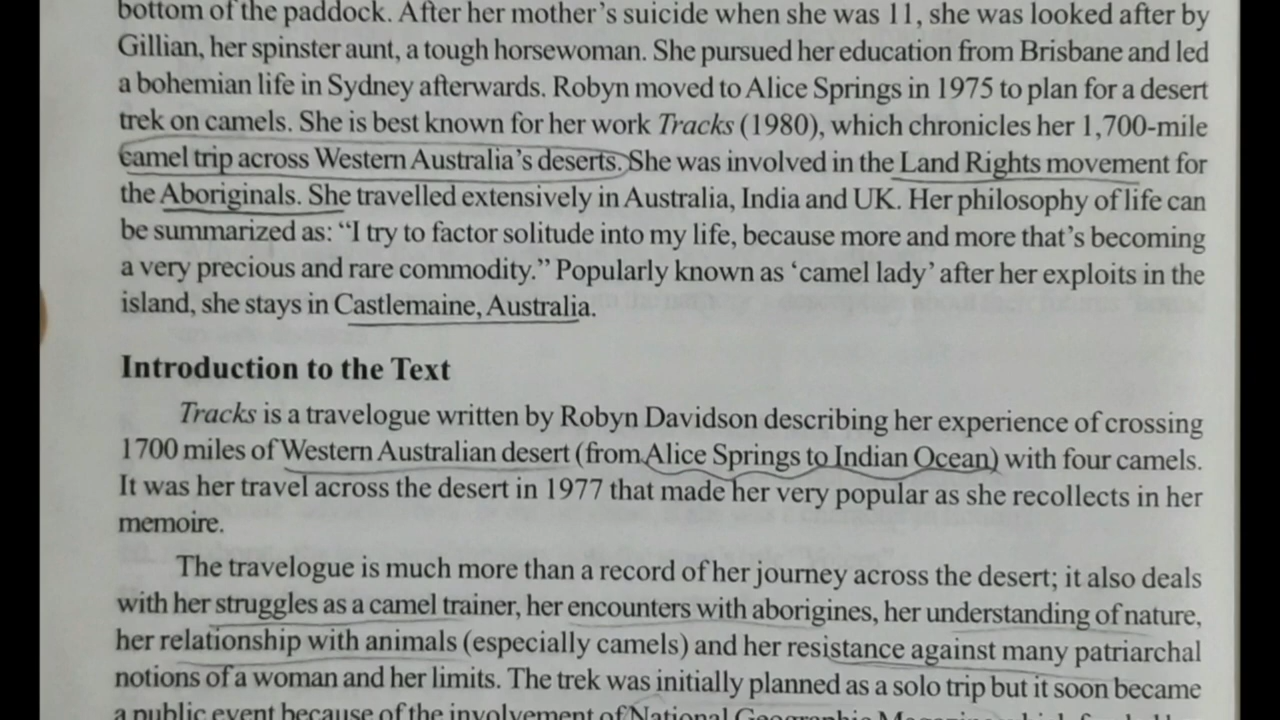 bottom of the paddock. After her mother's suicide when she was 11, she was looked after by
Gillian, her spinster aunt, a tough horsewoman. She pursued her education from Brisbane and led
a bohemian life in Sydney afterwards. Robyn moved to Alice Springs in 1975 to plan for a desert
trek on camels. She is best known for her work Tracks (1980), which chronicles her 1,700-mile
camel trip across Western Australia's deserts. She was involved in the Land Rights movement for
the Aboriginals. She travelled extensively in Australia, India and UK. Her philosophy of life can
be summarized as: “I try to factor solitude into my life, because more and more that's becoming
a very precious and rare commodity.” Popularly known as ‘camel lady’ after her exploits in the
island, she stays in Castlemaine, Australia.
Introduction to the Text
Tracks is a travelogue written by Robyn Davidson describing her experience of crossing
1700 miles of Western Australian desert (from Alice Springs to Indian Ocean) with four camels.
It was her travel across the desert in 1977 that made her very popular as she recollects in her
memoire.
The travelogue is much more than a record of her journey across the desert; it also deals
with her struggles as a camel trainer, her encounters with aborigines, her understanding of nature,
her relationship with animals (especially camels) and her resistance against many patriarchal
notions of a woman and her limits. The trek was initially planned as a solo trip but it soon became
a public event because of the involvement of National Geographic Magazine